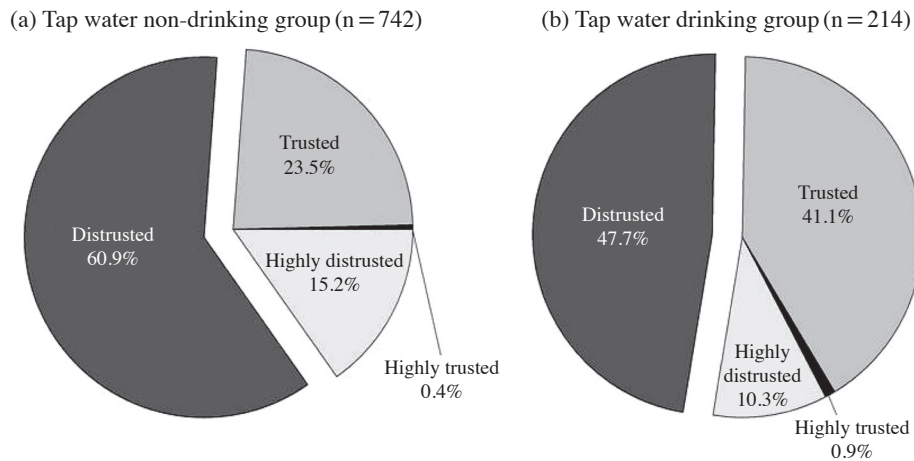 (a) Tap water non-drinking group (n = 742)
Trusted
23.5%
Distrusted
60.9%
Highly distrusted
15.2%
Highly trusted
0.4%
(b) Tap water drinking group (n = 214)
Distrusted
47.7%
Trusted
41.1%
Highly
distrusted
10.3%
Highly trusted
0.9%